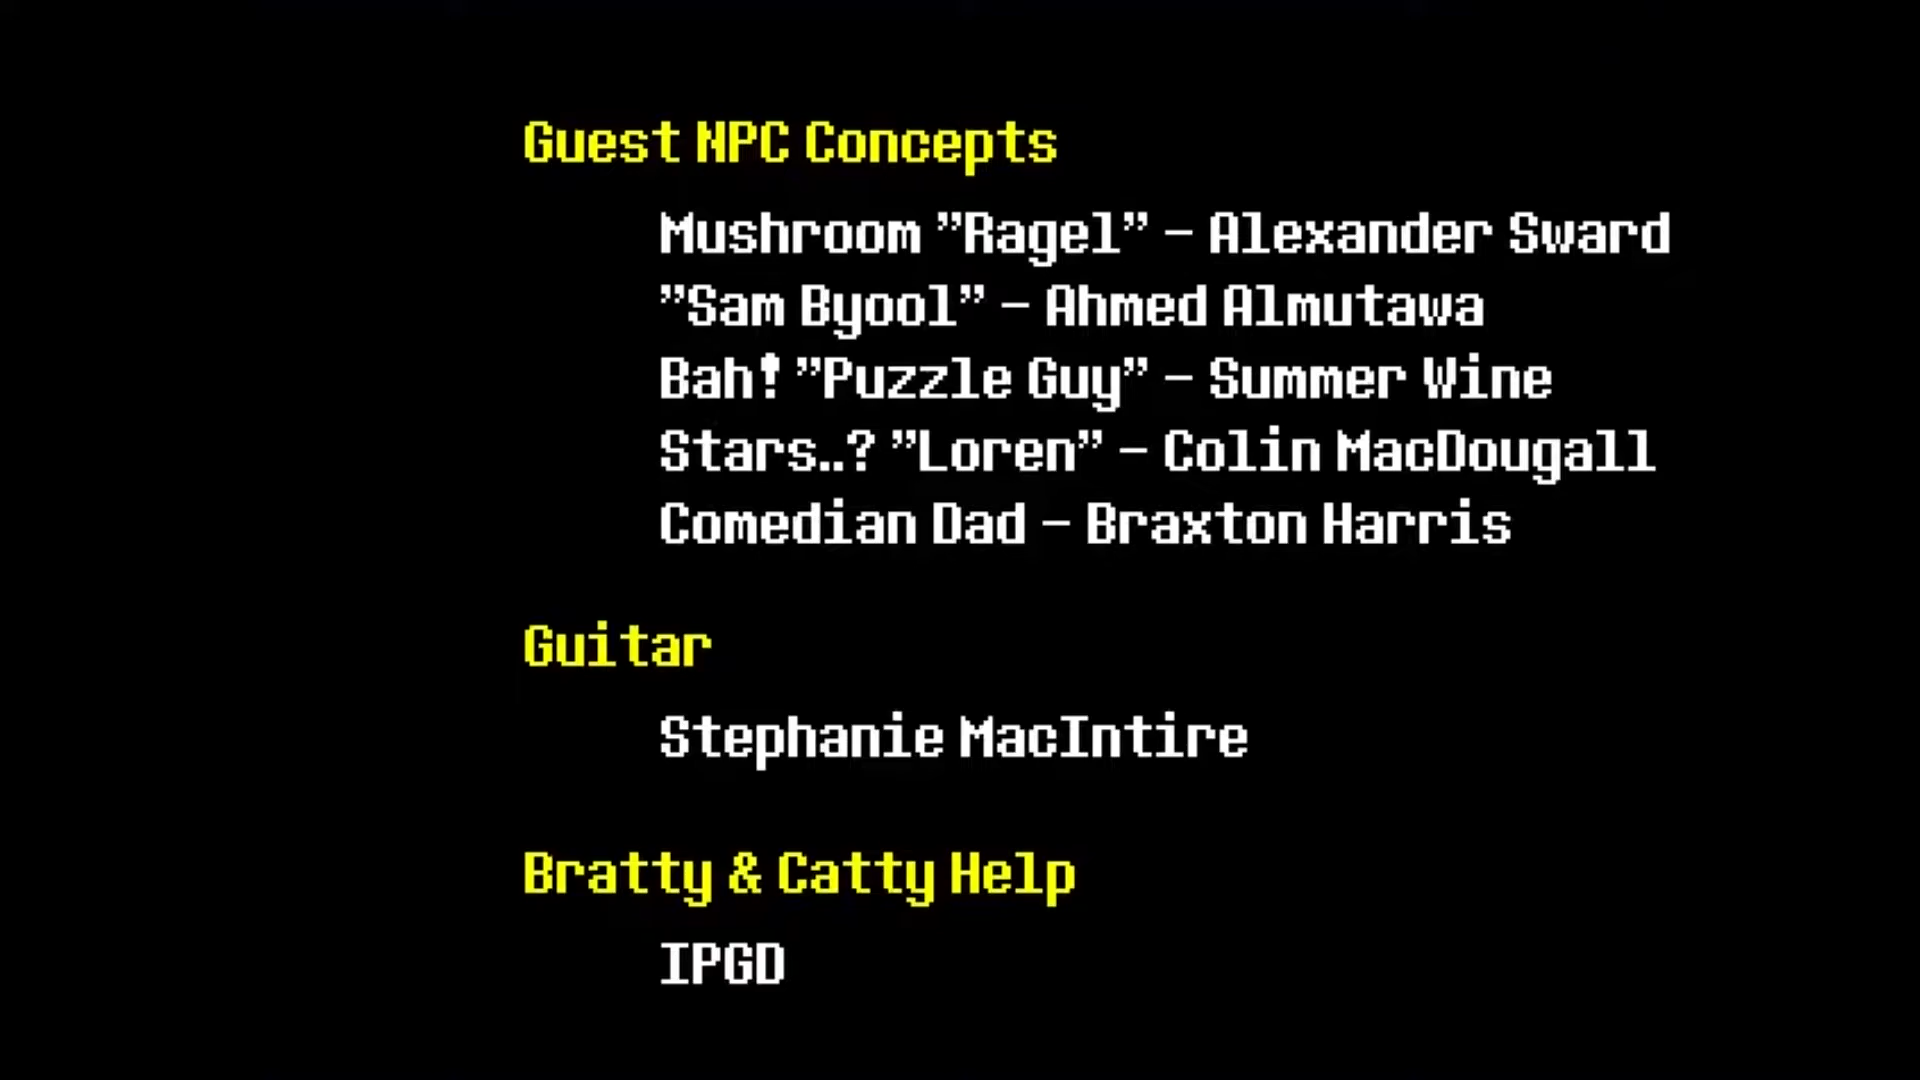 Guest NPC Concepts
Mushroom ”Ragel” – Alexander Sward
”Sam Byool” – Ahmed Almutawa
Bah! ”Puzzle Guy” – Summer Wine
Stars..? ”Loren” – Colin MacDougall
Comedian Dad – Braxton Harris
Guitar
Stephanie MacIntire
Bratty & Catty Help
IPGD